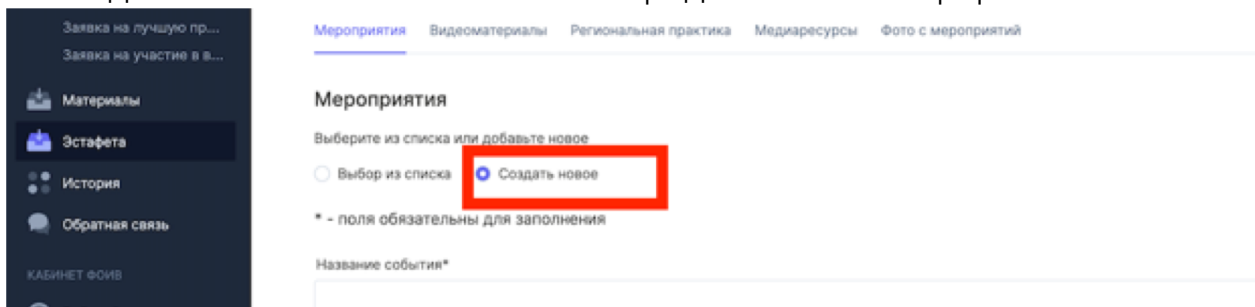 Заявка на лучшую пр...
Заявка на участие в в...
Материалы
Эстафета
История
Обратная связь
КАБИНЕТ ФОИВ
Мероприятия Видеоматериалы Региональная практика Медиаресурсы Фото с мероприятий
Мероприятия
Выберите из списка или добавьте новое
Выбор из списка Создать новое
* - поля обязательны для заполнения
Название события*